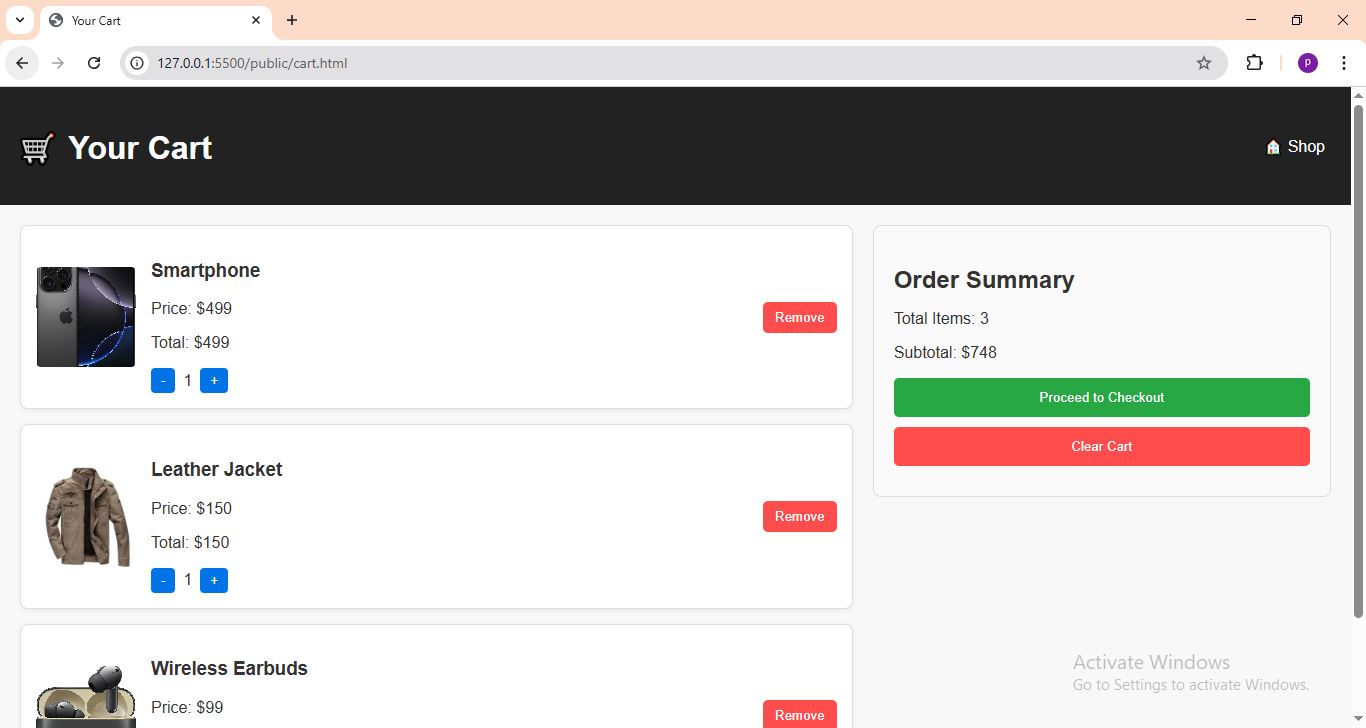 Your Cart
127.0.0.1:5500/public/cart.html
P
Your Cart
Shop
Smartphone
Price: $499
Total: $499
- 1 +
Remove
Leather Jacket
Price: $150
Total: $150
- 1 +
Remove
Wireless Earbuds
Price: $99
Remove
Order Summary
Total Items: 3
Subtotal: $748
Proceed to Checkout
Clear Cart
Activate Windows
Go to Settings to activate Windows.